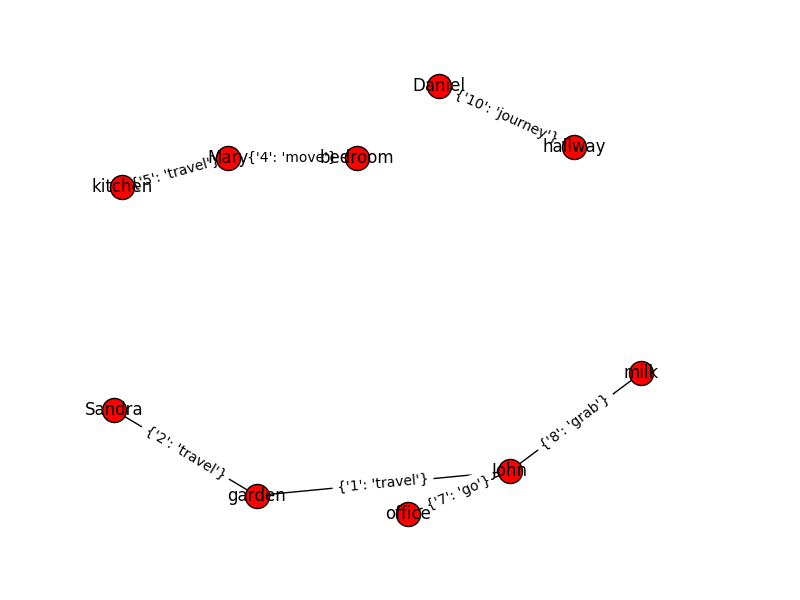 Daniel
{'10': 'journey'}
hallway
kitchen
{'5': 'travel'}
Mary
{'4': 'move'}
bedroom
milk
{'8': 'grab'}
Sandra
{'2': 'travel'}
garden
{'1': 'travel'}
John
{'7': 'go'}
office